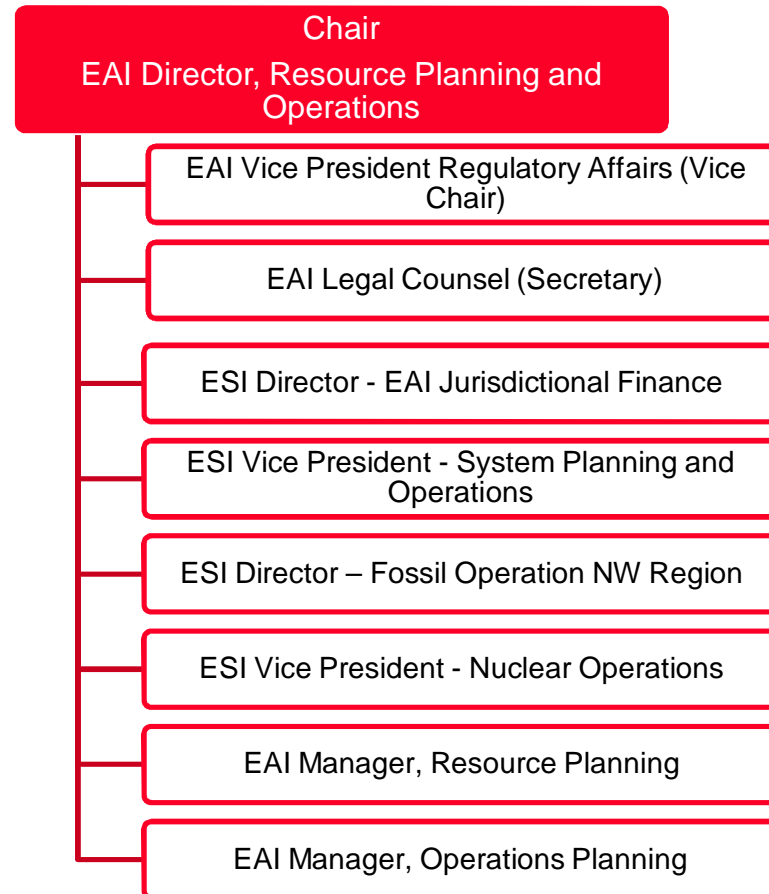 Chair
EAI Director, Resource Planning and
Operations
EAI Vice President Regulatory Affairs (Vice
Chair)
EAI Legal Counsel (Secretary)
ESI Director - EAI Jurisdictional Finance
ESI Vice President - System Planning and
Operations
ESI Director – Fossil Operation NW Region
ESI Vice President - Nuclear Operations
EAI Manager, Resource Planning
EAI Manager, Operations Planning